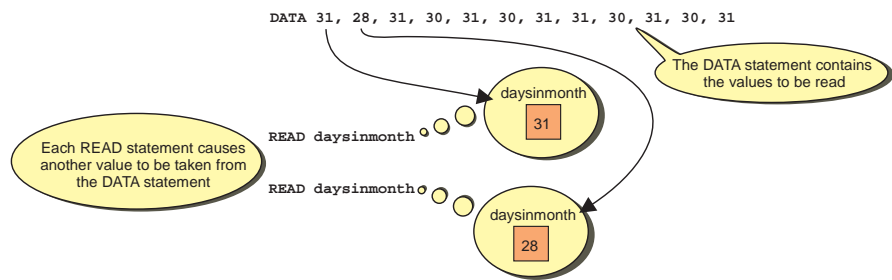 DATA 31, 28, 31, 30, 31, 30, 31, 31, 30, 31, 30, 31
The DATA statement contains
the values to be read
daysinmonth
31
READ daysinmonth
Each READ statement causes
another value to be taken from
the DATA statement
READ daysinmonth
daysinmonth
28